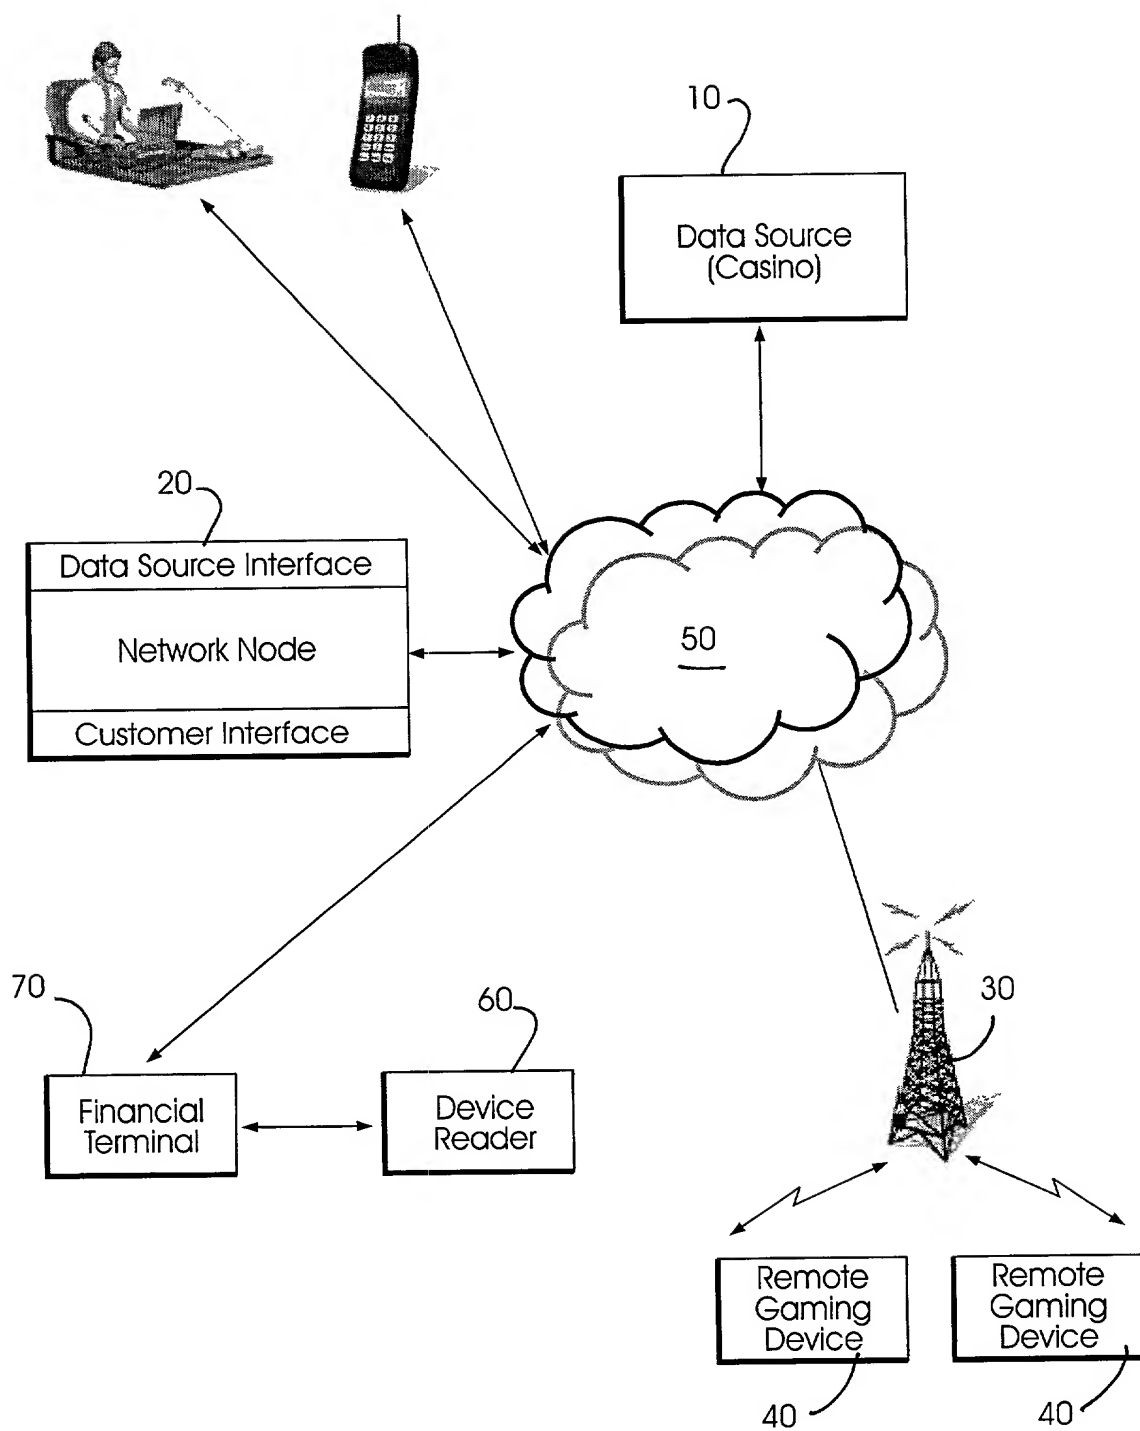 10
Data Source
(Casino)
20
Data Source Interface
Network Node
Customer Interface
50
70
Financial
Terminal
60
Device
Reader
30
Remote
Gaming
Device
40
Remote
Gaming
Device
40